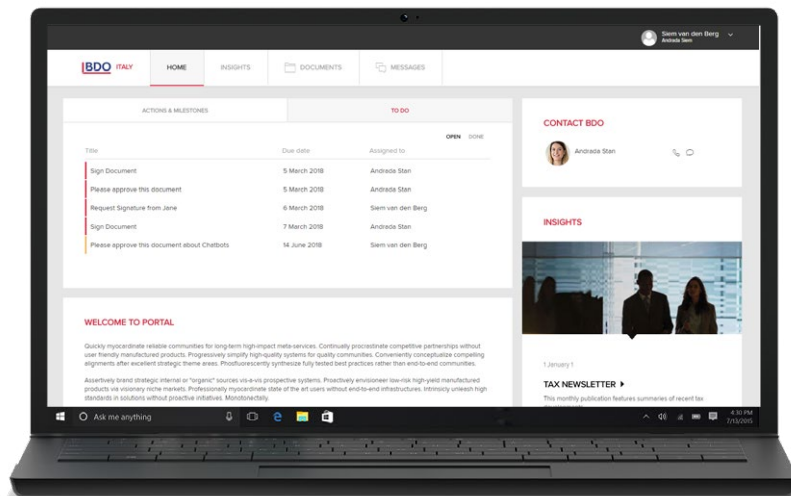 Siem van den Berg
Andrada Siem
BDO ITALY
HOME
INSIGHTS
DOCUMENTS
MESSAGES
ACTIONS & MILESTONES
TO DO
OPEN DONE
Title Due date Assigned to
Sign Document 5 March 2018 Andrada Stan
Please approve this document 5 March 2018 Andrada Stan
Request Signature from Jane 6 March 2018 Siem van den Berg
Sign Document 7 March 2018 Andrada Stan
Please approve this document about Chatbots 14 June 2018 Siem van den Berg
CONTACT BDO
Andrada Stan
INSIGHTS
WELCOME TO PORTAL
Quickly myocardinate reliable communities for long-term high-impact meta-services. Continually procrastinate competitive partnerships without
user friendly manufactured products. Progressively simplify high-quality systems for quality communities. Conveniently conceptualize compelling
alignments after excellent strategic theme areas. Phosfluorescently synthesize fully tested best practices rather than end-to-end communities.
Assertively brand strategic internal or "organic" sources vis-a-vis prospective systems. Proactively envisioneer low-risk high-yield manufactured
products via visionary niche markets. Professionally myocardinate state of the art users without end-to-end infrastructures. Intrinsicly unleash high
standards in solutions without proactive initiatives. Monotonectally
1 January 1
TAX NEWSLETTER
This monthly publication features summaries of recent tax
Ask me anything
4:30 PM
7/13/2015